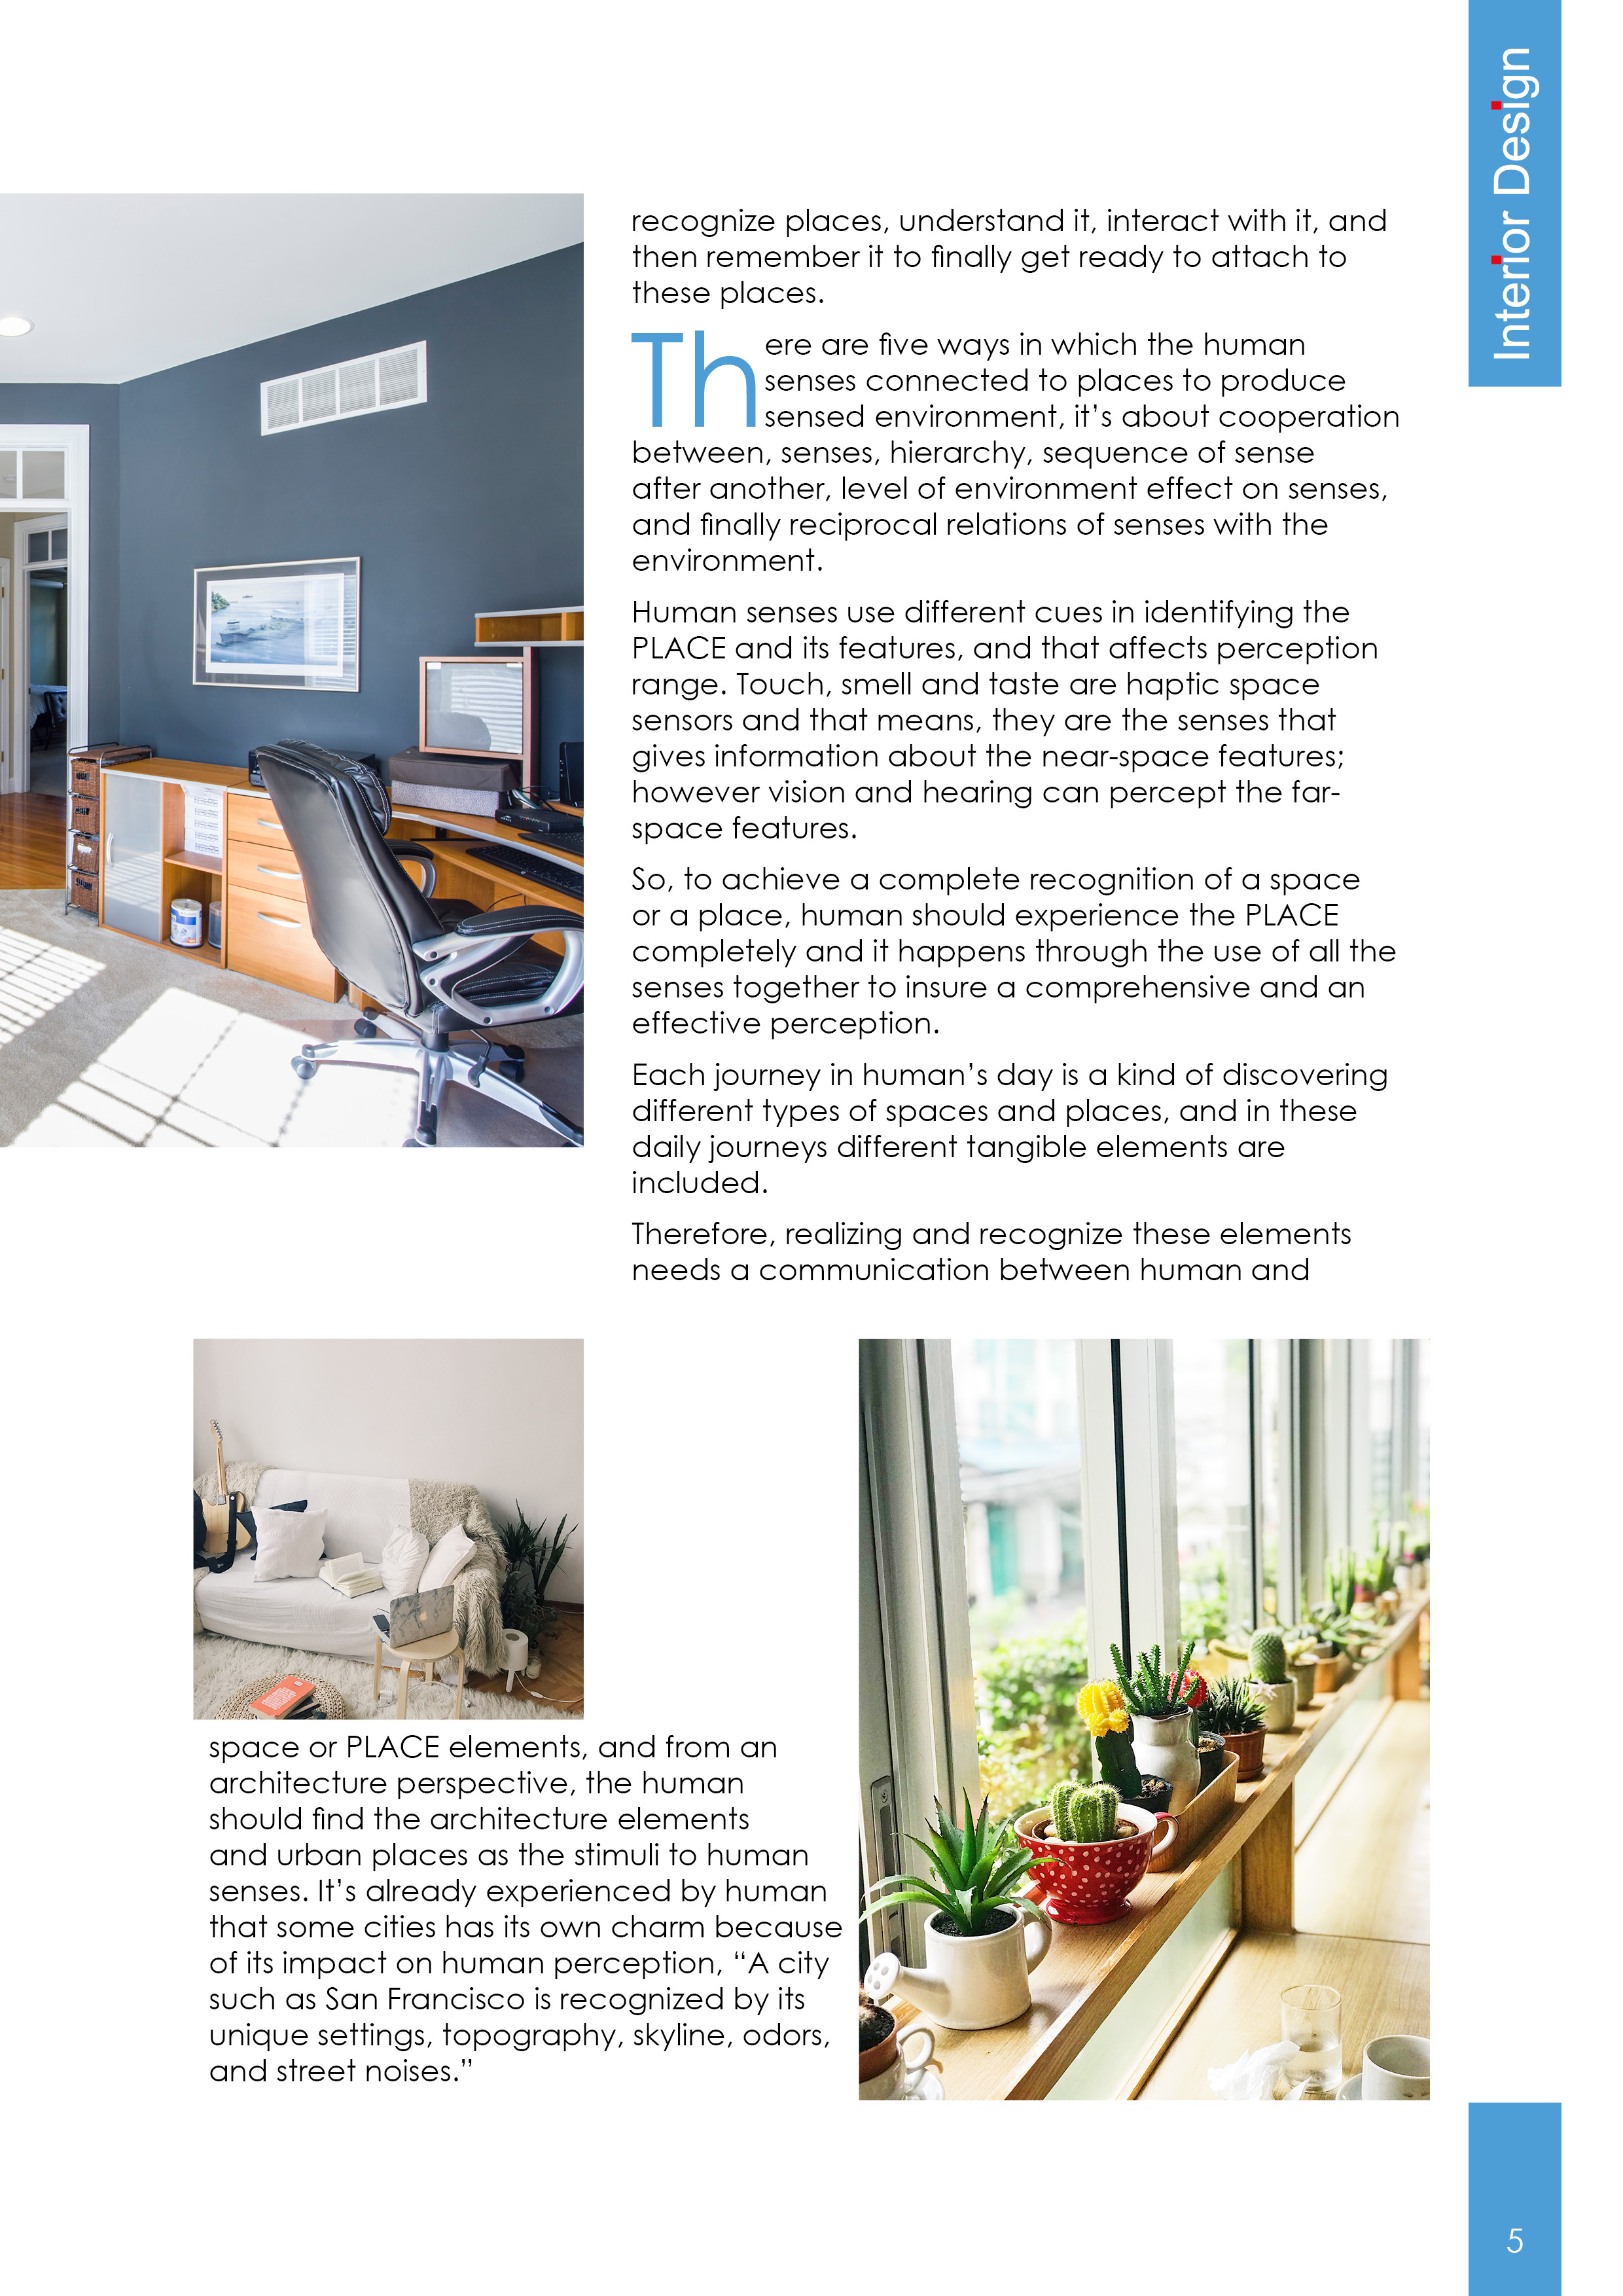 Interior Design
recognize places, understand it, interact with it, and
then remember it to finally get ready to attach to
these places.
There are five ways in which the human
senses connected to places to produce
sensed environment, it’s about cooperation
between, senses, hierarchy, sequence of sense
after another, level of environment effect on senses,
and finally reciprocal relations of senses with the
environment.
Human senses use different cues in identifying the
PLACE and its features, and that affects perception
range. Touch, smell and taste are haptic space
sensors and that means, they are the senses that
gives information about the near-space features;
however vision and hearing can percept the far-
space features.
So, to achieve a complete recognition of a space
or a place, human should experience the PLACE
completely and it happens through the use of all the
senses together to insure a comprehensive and an
effective perception.
Each journey in human’s day is a kind of discovering
different types of spaces and places, and in these
daily journeys different tangible elements are
included.
Therefore, realizing and recognize these elements
needs a communication between human and
space or PLACE elements, and from an
architecture perspective, the human
should find the architecture elements
and urban places as the stimuli to human
senses. It’s already experienced by human
that some cities has its own charm because
of its impact on human perception, “A city
such as San Francisco is recognized by its
unique settings, topography, skyline, odors,
and street noises.”
5